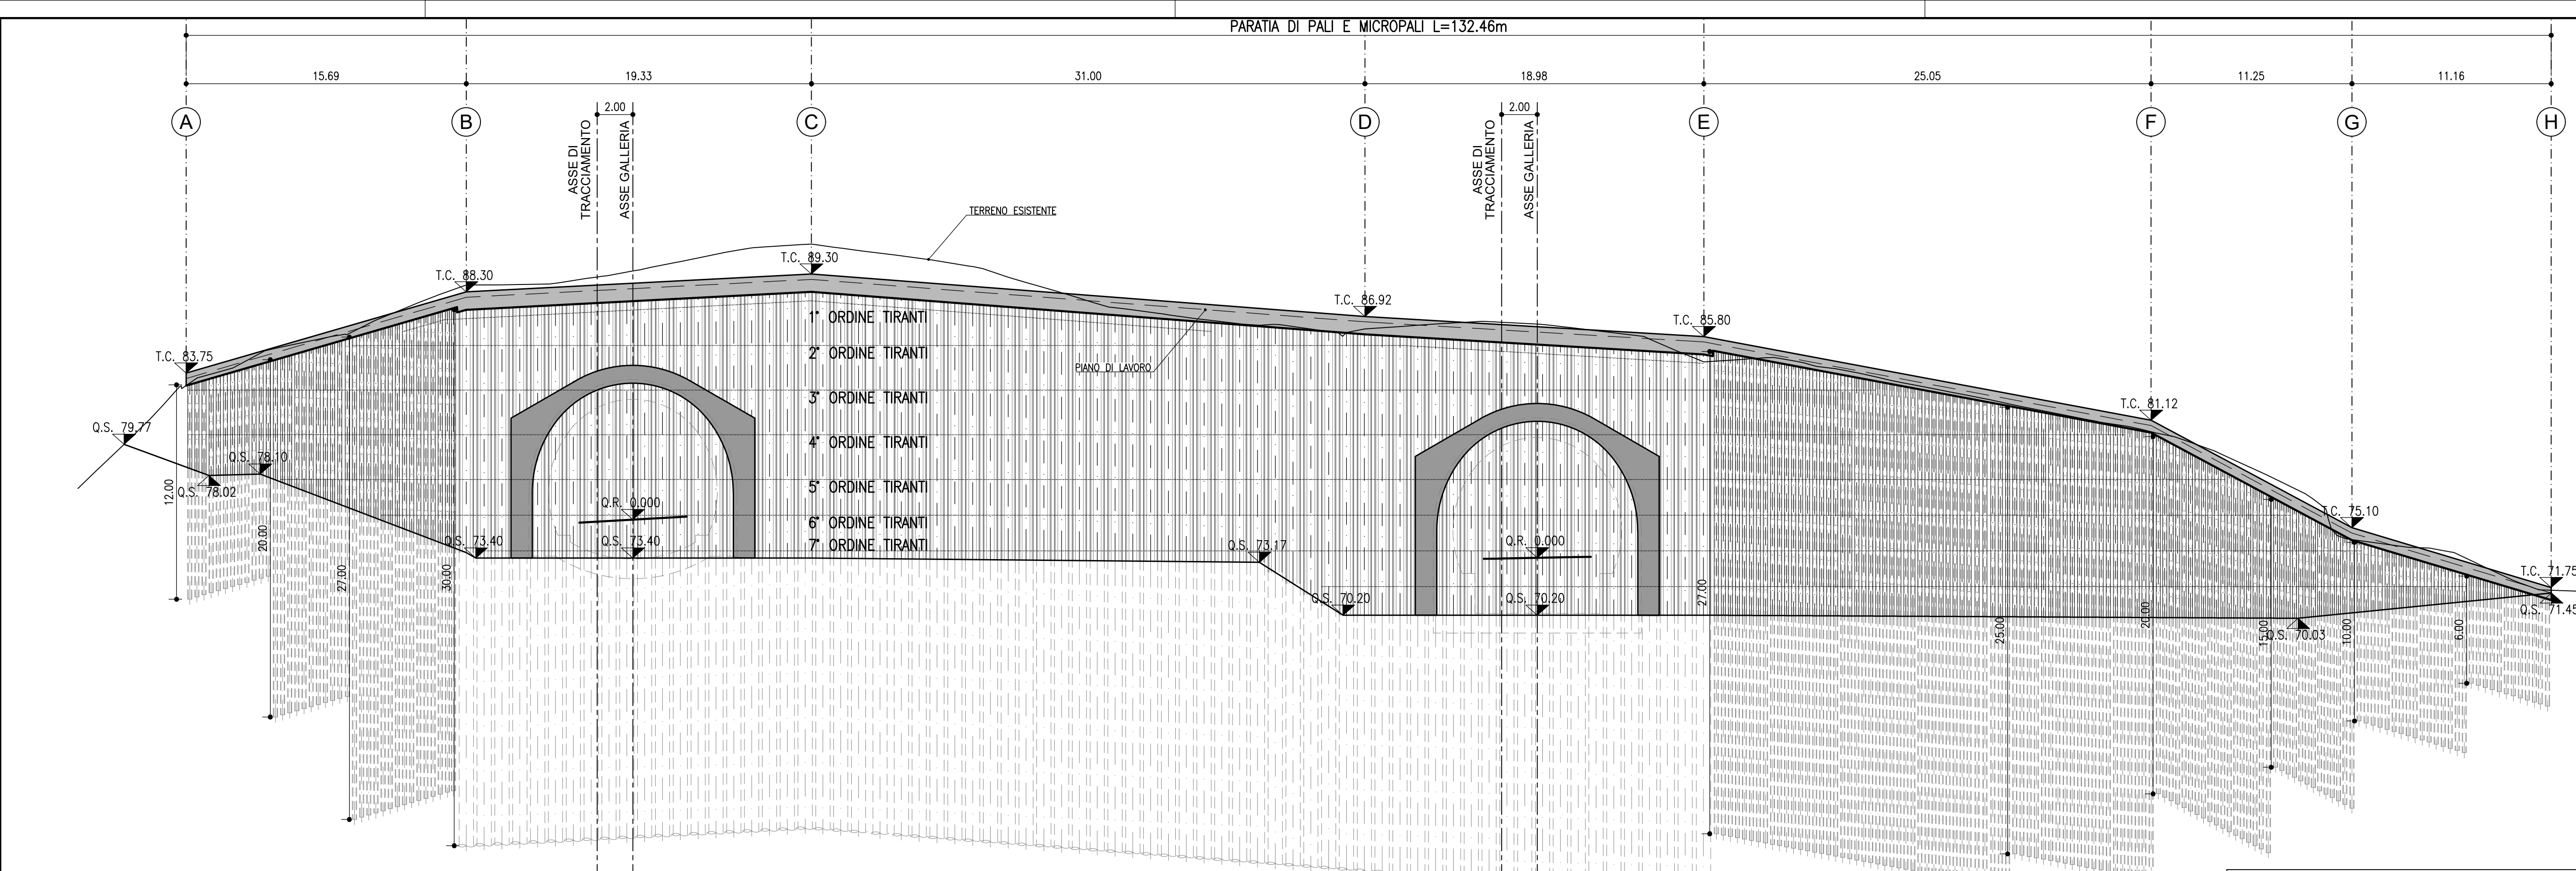 PARATIA DI PALI E MICROPALI L=132.46m
15.69
19.33
31.00
18.98
25.05
11.25
11.16
A
B
C
D
E
F
G
H
2.00
2.00
ASSE DI
TRACCIAMENTO
ASSE GALLERIA
ASSE DI
TRACCIAMENTO
ASSE GALLERIA
TERRENO ESISTENTE
T.C. 83.75
T.C. 88.30
T.C. 89.30
T.C. 86.92
T.C. 85.80
T.C. 81.12
T.C. 75.10
T.C. 71.75
1° ORDINE TIRANTI
2° ORDINE TIRANTI
3° ORDINE TIRANTI
4° ORDINE TIRANTI
5° ORDINE TIRANTI
6° ORDINE TIRANTI
7° ORDINE TIRANTI
PIANO DI LAVORO
Q.S. 79.77
Q.S. 78.10
Q.S. 78.02
Q.R. 0.000
Q.S. 73.40
Q.S. 73.40
Q.S. 73.17
Q.R. 0.000
Q.S. 70.20
Q.S. 70.20
Q.S. 70.03
Q.S. 71.45
12.00
20.00
27.00
30.00
27.00
25.00
20.00
15.00
10.00
6.00